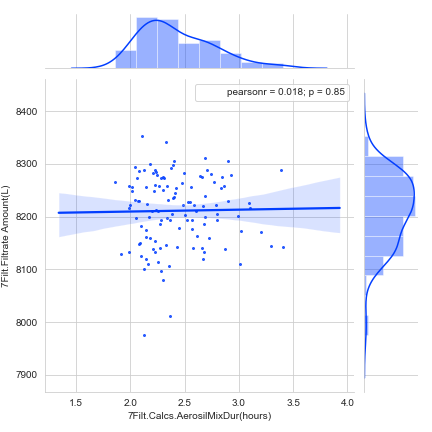 pearsonr = 0.018; p = 0.85
8400
8300
8200
8100
8000
7900
7Filt.Filtrate Amount(L)
1.5 2.0 2.5 3.0 3.5 4.0
7Filt.Calcs.AerosilMixDur(hours)